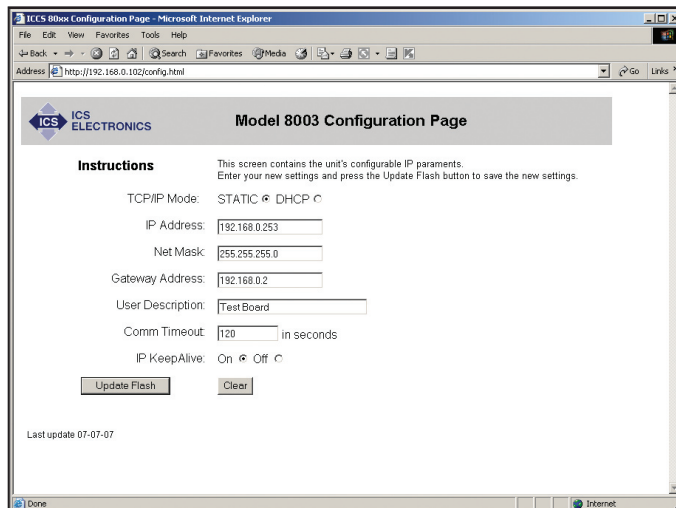 ICCS 80xx Configuration Page - Microsoft Internet Explorer
File Edit View Favorites Tools Help
Back Search Favorites Media
Address http://192.168.0.102/config.html Go Links
ICS ICS
ELECTRONICS
Model 8003 Configuration Page
Instructions
This screen contains the unit's configurable IP paraments.
Enter your new settings and press the Update Flash button to save the new settings.
TCP/IP Mode: STATIC DHCP
IP Address: 192.168.0.253
Net Mask: 255.255.255.0
Gateway Address: 192.168.0.2
User Description: Test Board
Comm Timeout: 120 in seconds
IP KeepAlive: On Off
Update Flash Clear
Last update 07-07-07
Done Internet